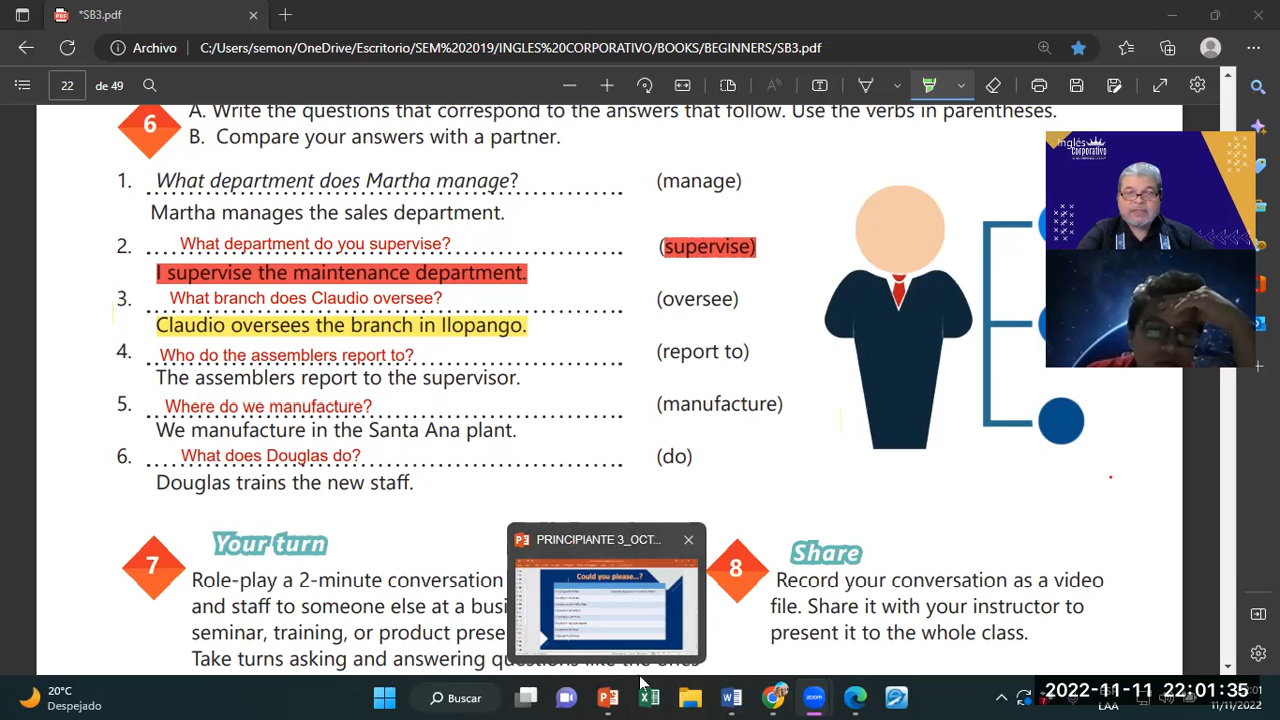 *SB3.pdf
Archivo C:/Users/semon/OneDrive/Escritorio/SEM%202019/INGLES%20CORPORATIVO/BOOKS/BEGINNERS/SB3.pdf
22 de 49
6 A. Write the questions that correspond to the answers that follow. Use the verbs in parentheses.
B. Compare your answers with a partner.
Inglés Corporativo
1. What department does Martha manage? (manage)
Martha manages the sales department.
2. What department do you supervise? (supervise)
I supervise the maintenance department.
3. What branch does Claudio oversee? (oversee)
Claudio oversees the branch in Ilopango.
4. Who do the assemblers report to? (report to)
The assemblers report to the supervisor.
5. Where do we manufacture? (manufacture)
We manufacture in the Santa Ana plant.
6. What does Douglas do? (do)
Douglas trains the new staff.
PRINCIPIANTE 3_OCT...
Could you please...?
7 Your turn
Role-play a 2-minute conversation
and staff to someone else at a busi
seminar, training, or product prese
Take turns asking and answering questions like the ones
8 Share
Record your conversation as a video
file. Share it with your instructor to
present it to the whole class.
20°C
Despejado
Buscar
zoom
LAA
2022-11-11 22:01:35
11/11/2022